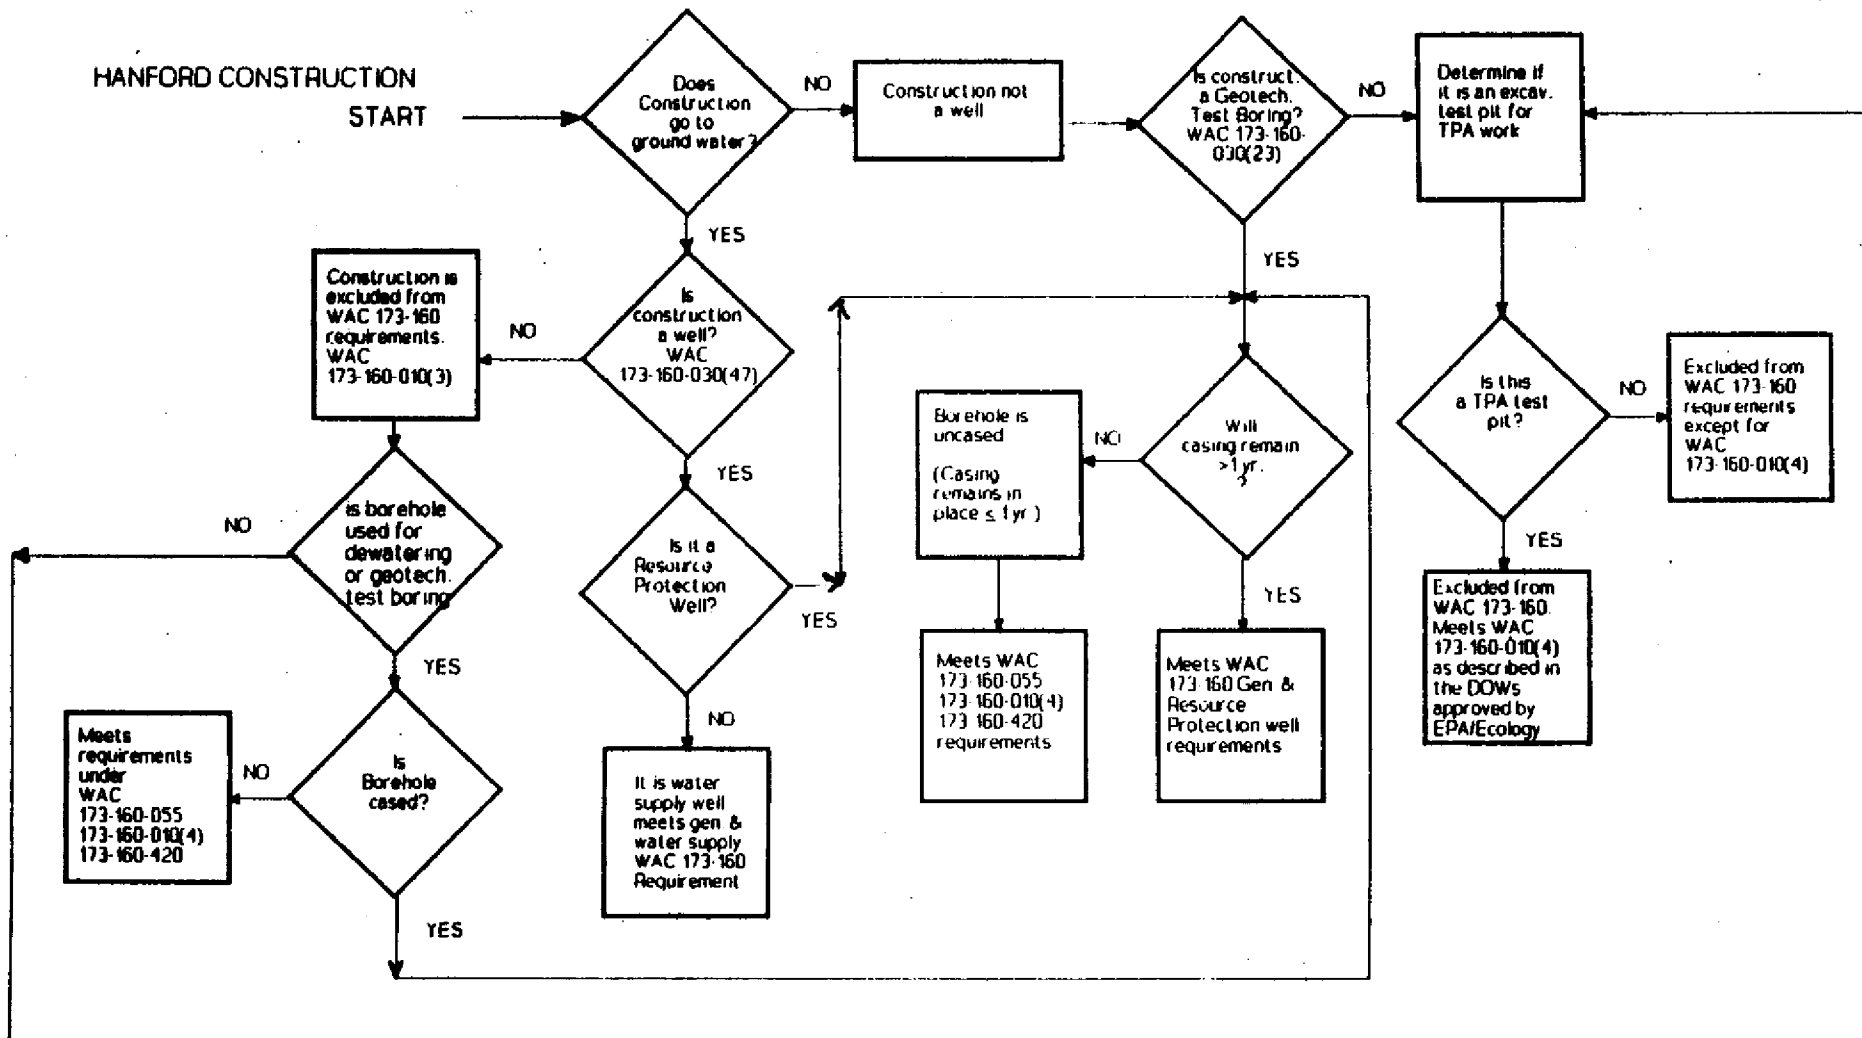 HANFORD CONSTRUCTION
START
Does
Construction
go to
ground water?
NO
Construction not
a well
Is construct.
a Geotech.
Test Boring?
WAC 173-160-
030(23)
NO
Determine if
it is an excav.
test pit for
TPA work
YES
YES
Construction is
excluded from
WAC 173-160
requirements.
WAC
173-160-010(3)
NO
Is
construction
a well?
WAC
173-160-030(47)
YES
Is this
a TPA test
pit?
NO
Excluded from
WAC 173-160
requirements
except for
WAC
173-160-010(4)
YES
Will
casing remain
>1 yr.
?
NO
Borehole is
uncased
(Casing
remains in
place ≤ 1yr.)
YES
is borehole
used for
dewatering
or geotech.
test boring
NO
YES
Is it a
Resource
Protection
Well?
YES
NO
Meets WAC
173-160-055
173-160-010(4)
173-160-420
requirements
Meets WAC
173-160 Gen. &
Resource
Protection well
requirements
Excluded from
WAC 173-160.
Meets WAC
173-160-010(4)
as described in
the DOWs
approved by
EPA/Ecology
Is
Borehole
cased?
NO
Meets
requirements
under
WAC
173-160-055
173-160-010(4)
173-160-420
YES
It is water
supply well
meets gen. &
water supply
WAC 173-160
Requirement